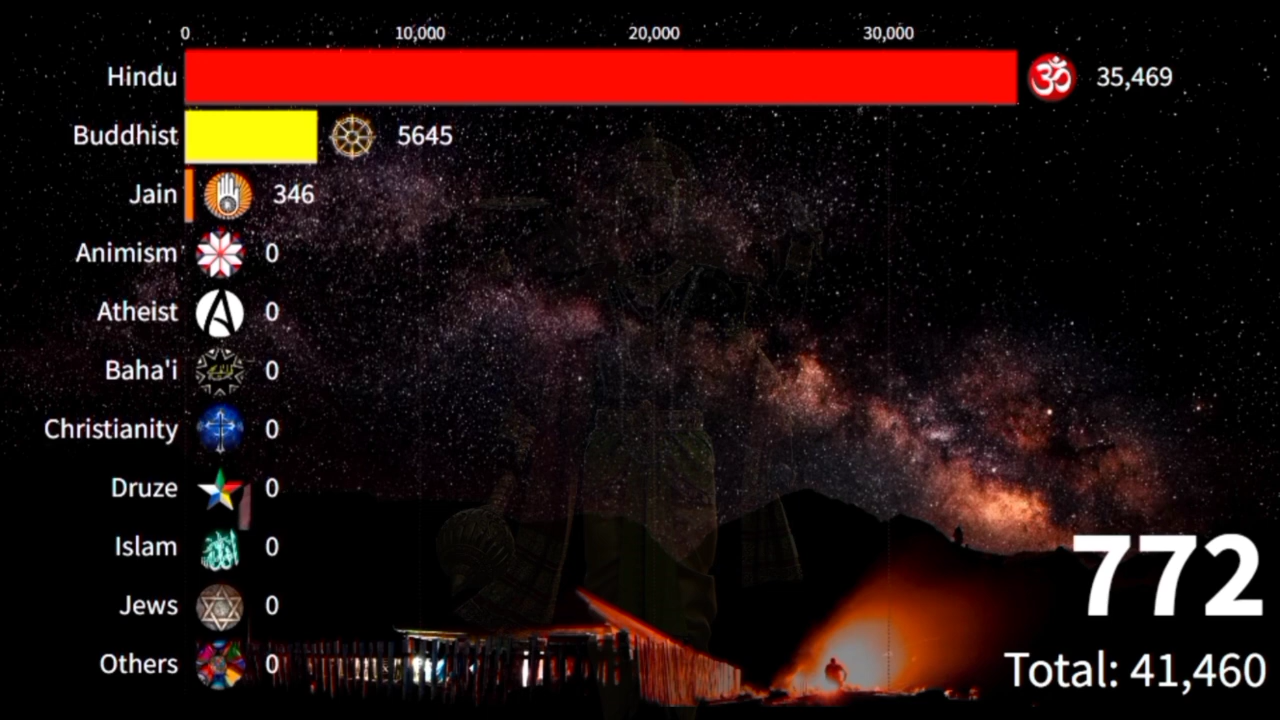 0 10,000 20,000 30,000
Hindu ॐ 35,469
Buddhist 5645
Jain 346
Animism 0
Atheist 0
Baha'i 0
Christianity 0
Druze 0
Islam 0
Jews 0
Others 0
772
Total: 41,460